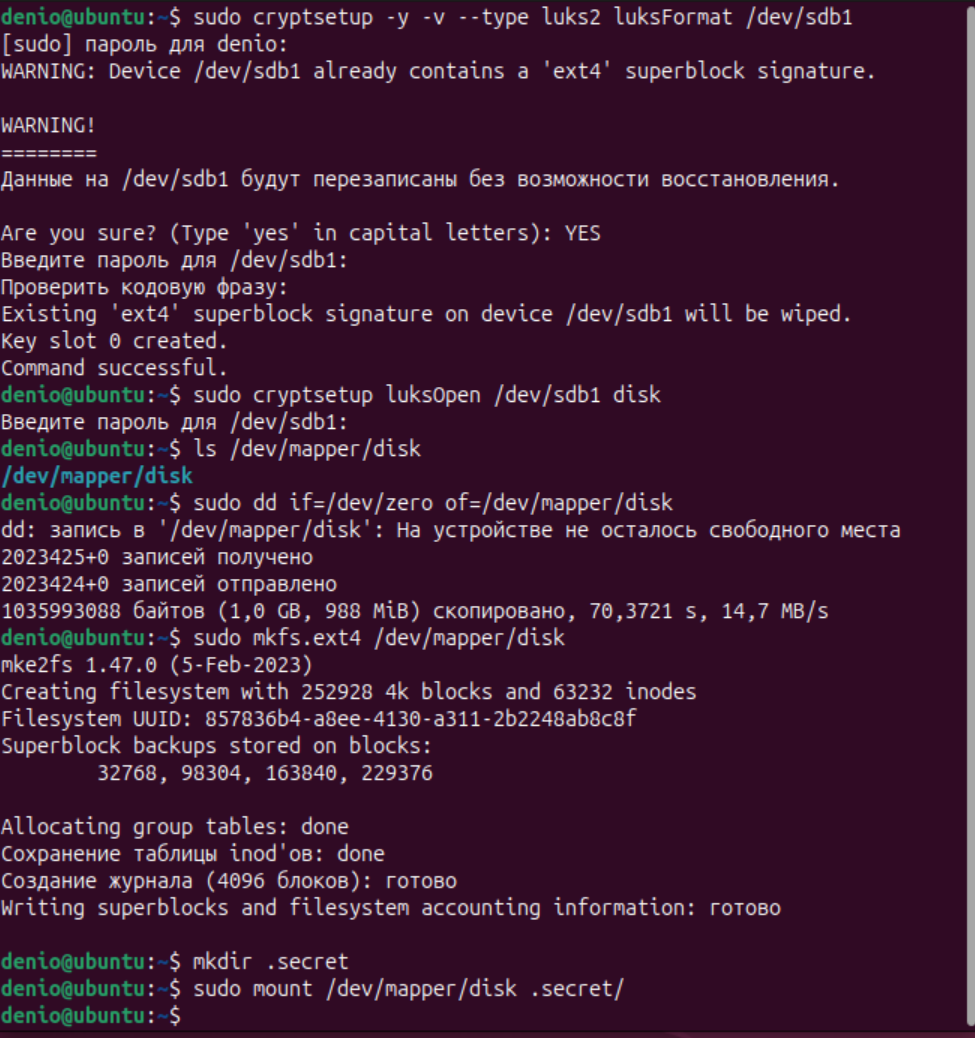 denio@ubuntu:~$ sudo cryptsetup -y -v --type luks2 luksFormat /dev/sdb1
[sudo] пароль для denio:
WARNING: Device /dev/sdb1 already contains a 'ext4' superblock signature.
WARNING!
========
Данные на /dev/sdb1 будут перезаписаны без возможности восстановления.
Are you sure? (Type 'yes' in capital letters): YES
Введите пароль для /dev/sdb1:
Проверить кодовую фразу:
Existing 'ext4' superblock signature on device /dev/sdb1 will be wiped.
Key slot 0 created.
Command successful.
denio@ubuntu:~$ sudo cryptsetup luksOpen /dev/sdb1 disk
Введите пароль для /dev/sdb1:
denio@ubuntu:~$ ls /dev/mapper/disk
/dev/mapper/disk
denio@ubuntu:~$ sudo dd if=/dev/zero of=/dev/mapper/disk
dd: запись в '/dev/mapper/disk': На устройстве не осталось свободного места
2023425+0 записей получено
2023424+0 записей отправлено
1035993088 байтов (1,0 GB, 988 MiB) скопировано, 70,3721 s, 14,7 MB/s
denio@ubuntu:~$ sudo mkfs.ext4 /dev/mapper/disk
mke2fs 1.47.0 (5-Feb-2023)
Creating filesystem with 252928 4k blocks and 63232 inodes
Filesystem UUID: 857836b4-a8ee-4130-a311-2b2248ab8c8f
Superblock backups stored on blocks:
32768, 98304, 163840, 229376
Allocating group tables: done
Сохранение таблицы inod'ов: done
Создание журнала (4096 блоков): готово
Writing superblocks and filesystem accounting information: готово
denio@ubuntu:~$ mkdir .secret
denio@ubuntu:~$ sudo mount /dev/mapper/disk .secret/
denio@ubuntu:~$